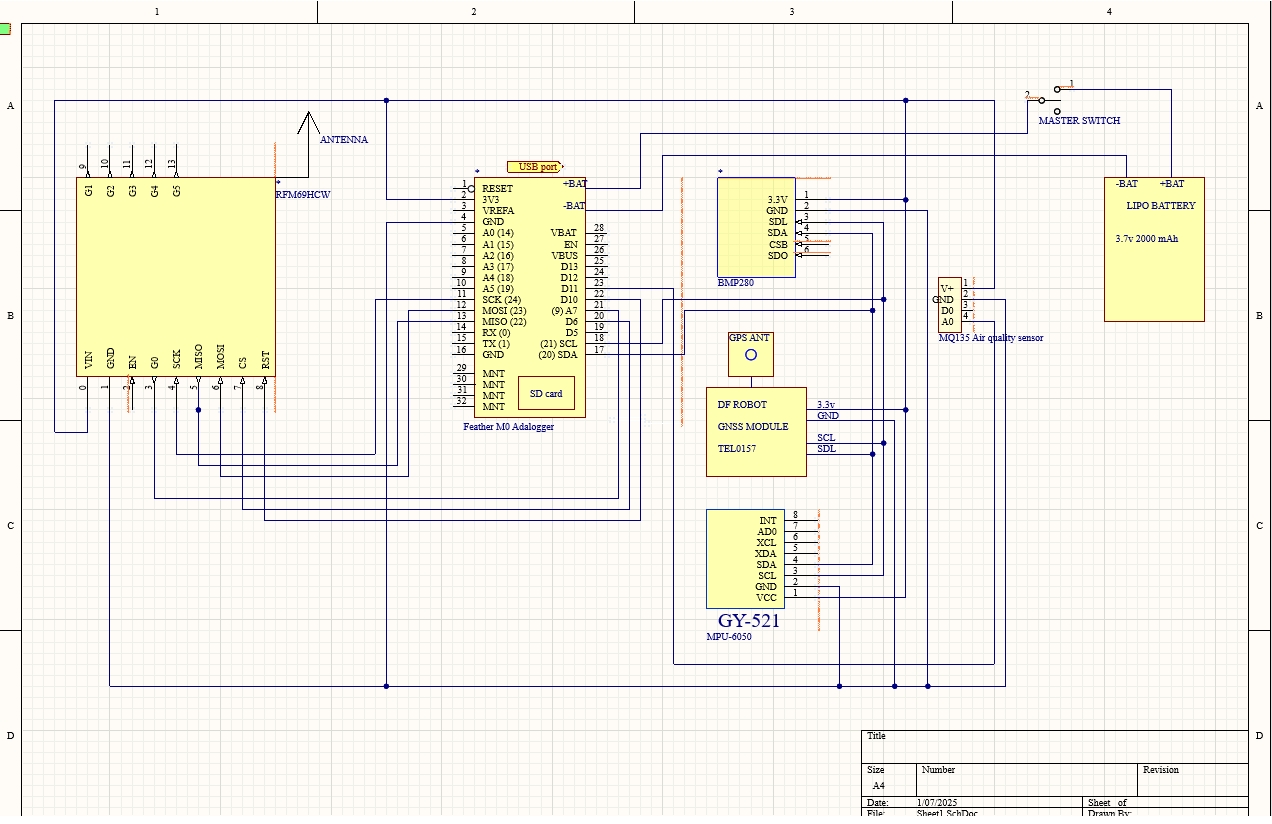 1 2 3 4
A
A
1
2
MASTER SWITCH
ANTENNA
USB port
9 10 11 12 13
G1 G2 G3 G4 G5
*
RFM69HCW
VIN GND EN G0 SCK MISO MOSI CS RST
0 1 2 3 4 5 6 7 8
*
1 RESET +BAT
2 3V3
3 VREFA -BAT
4 GND
5 A0 (14) VBAT 28
6 A1 (15) EN 27
7 A2 (16) VBUS 26
8 A3 (17) D13 25
9 A4 (18) D12 24
10 A5 (19) D11 23
11 SCK (24) D10 22
12 MOSI (23) (9) A7 21
13 MISO (22) D6 20
14 RX (0) D5 19
15 TX (1) (21) SCL 18
16 GND (20) SDA 17
29 MNT
30 MNT
31 MNT
32 MNT
SD card
Feather M0 Adalogger
*
3.3V 1
GND 2
SDL 3
SDA 4
CSB 5
SDO 6
BMP280
-BAT +BAT
LIPO BATTERY
3.7v 2000 mAh
V+ 1
GND 2
D0 3
A0 4
MQ135 Air quality sensor
B
B
GPS ANT
DF ROBOT
GNSS MODULE
TEL0157
3.3v
GND
SCL
SDL
INT 8
AD0 7
XCL 6
XDA 5
SDA 4
SCL 3
GND 2
VCC 1
GY-521
MPU-6050
C
C
D
D
Title
Size Number Revision
A4
Date: 1/07/2025 Sheet of
File: Sheet1.SchDoc Drawn By: